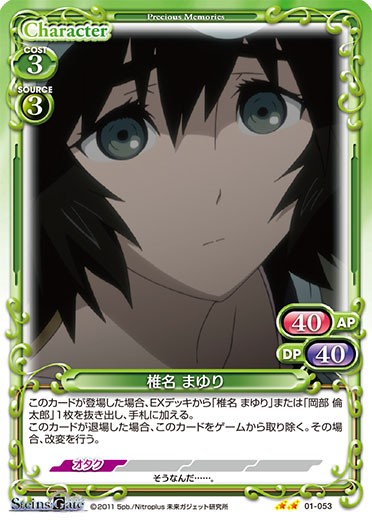 Precious Memories
Character
COST
3
SOURCE
3
40 AP
DP 40
椎名 まゆり
このカードが登場した場合、EXデッキから「椎名 まゆり」または「岡部 倫
太郎」1枚を抜き出し、手札に加える。
このカードが退場した場合、このカードをゲームから取り除く。その場
合、改変を行う。
オタク
そうなんだ……。
Steins;Gate ©2011 5pb./Nitroplus 未来ガジェット研究所 01-053